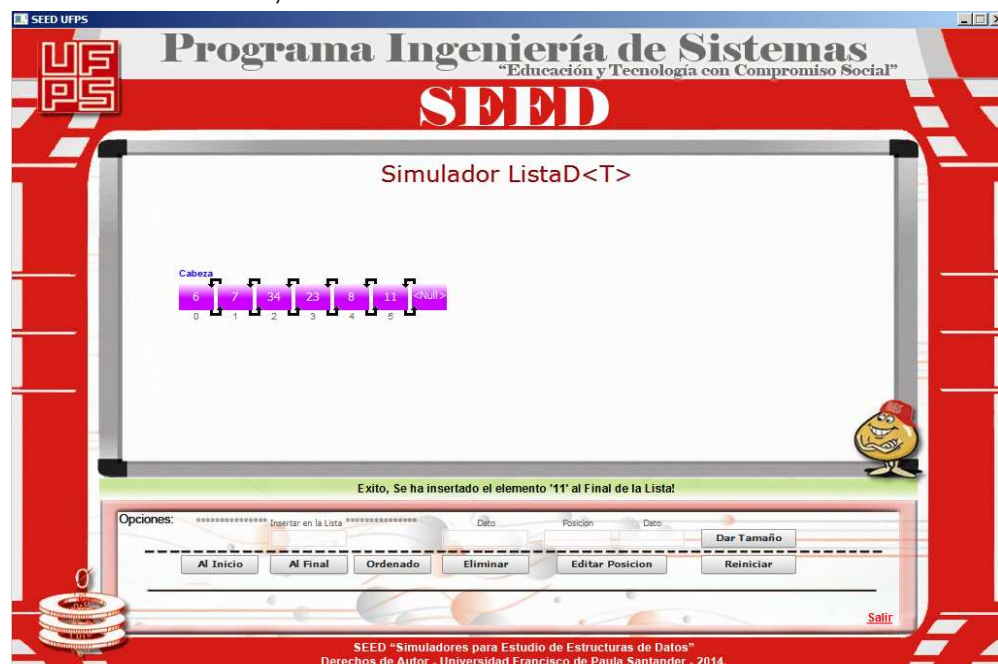 SEED UFPS
UFPS
Programa Ingeniería de Sistemas
"Educación y Tecnología con Compromiso Social"
SEED
Simulador ListaD<T>
Cabeza
6 7 34 23 8 11 <Null>
0 1 2 3 4 5
Exito, Se ha insertado el elemento '11' al Final de la Lista!
Opciones: *************** Insertar en la Lista *************** Dato Posicion Dato
Dar Tamaño
Al Inicio Al Final Ordenado Eliminar Editar Posicion Reiniciar
Salir
SEED "Simuladores para Estudio de Estructuras de Datos"
Derechos de Autor - Universidad Francisco de Paula Santander - 2014.